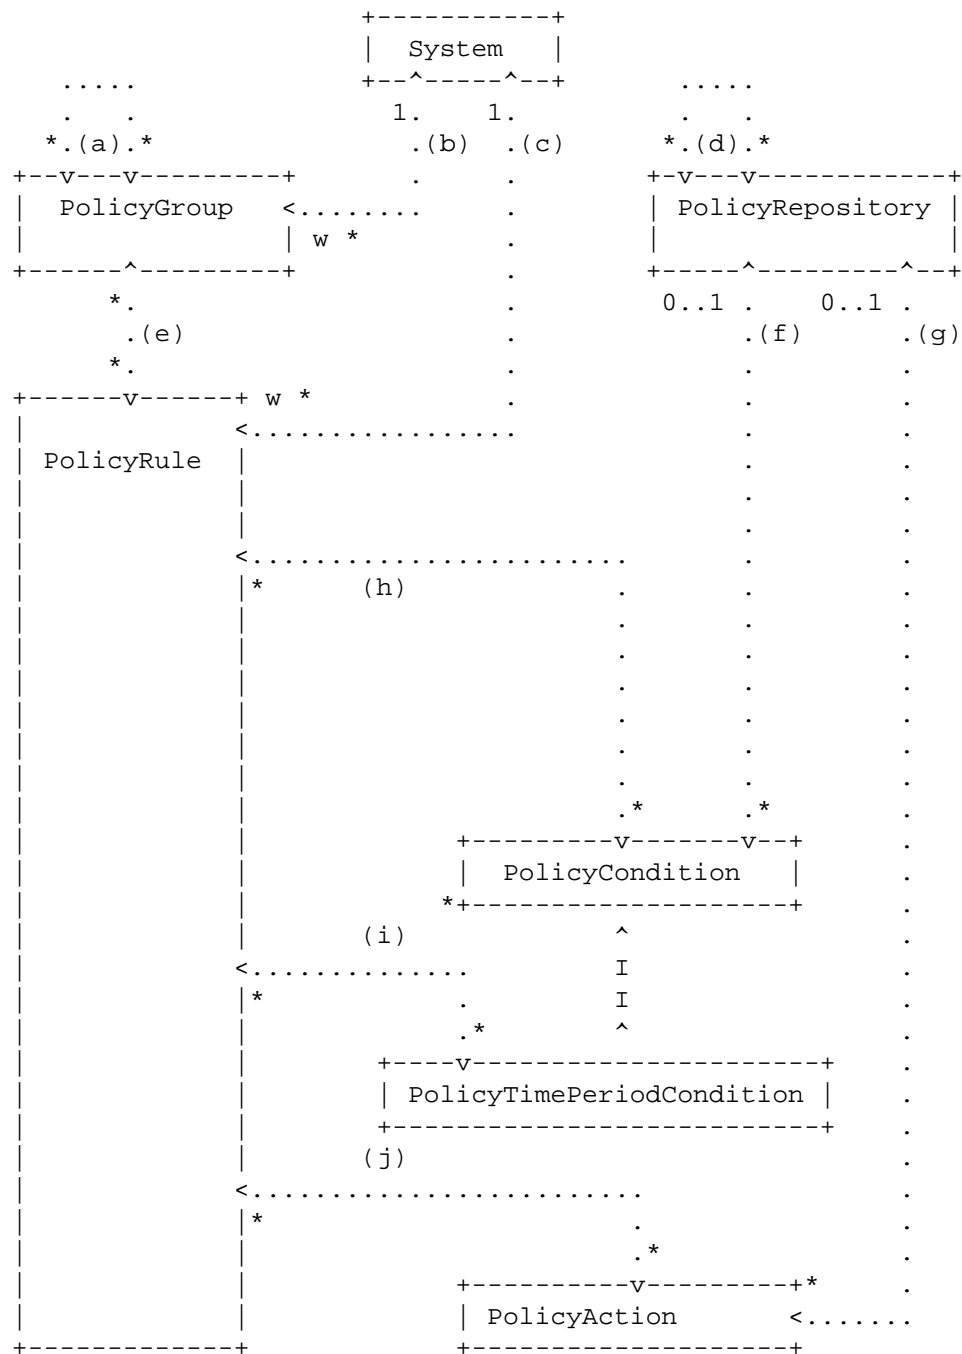 +-----------+
                      |  System   |
   .....              +--^-----^--+       .....
   .   .                1.    1.          .   .
  *.(a).*                .(b)  .(c)      *.(d).*
+--v---v---------+       .     .        +-v---v------------+
|  PolicyGroup   <........     .        | PolicyRepository |
|                | w *         .        |                  |
+------^---------+             .        +-----^---------^--+
      *.                       .         0..1 .    0..1 .
       .(e)                    .              .(f)      .(g)
      *.                       .              .         .
+------v------+ w *            .              .         .
|             <.................              .         .
| PolicyRule  |                               .         .
|             |                               .         .
|             |                               .         .
|             <........................       .         .
|             |*      (h)             .       .         .
|             |                       .       .         .
|             |                       .       .         .
|             |                       .       .         .
|             |                       .       .         .
|             |                       .       .         .
|             |                       .       .         .
|             |                       .*      .*        .
|             |             +---------v-------v--+      .
|             |             |  PolicyCondition   |      .
|             |            *+--------------------+      .
|             |       (i)             ^                 .
|             <..............         I                 .
|             |*            .         I                 .
|             |             .*        ^                 .
|             |        +----v----------------------+    .
|             |        | PolicyTimePeriodCondition |    .
|             |        +---------------------------+    .
|             |       (j)                               .
|             <.........................                .
|             |*                       .                .
|             |                        .*               .
|             |             +----------v---------+*     .
|             |             | PolicyAction       <.......
+-------------+             +--------------------+